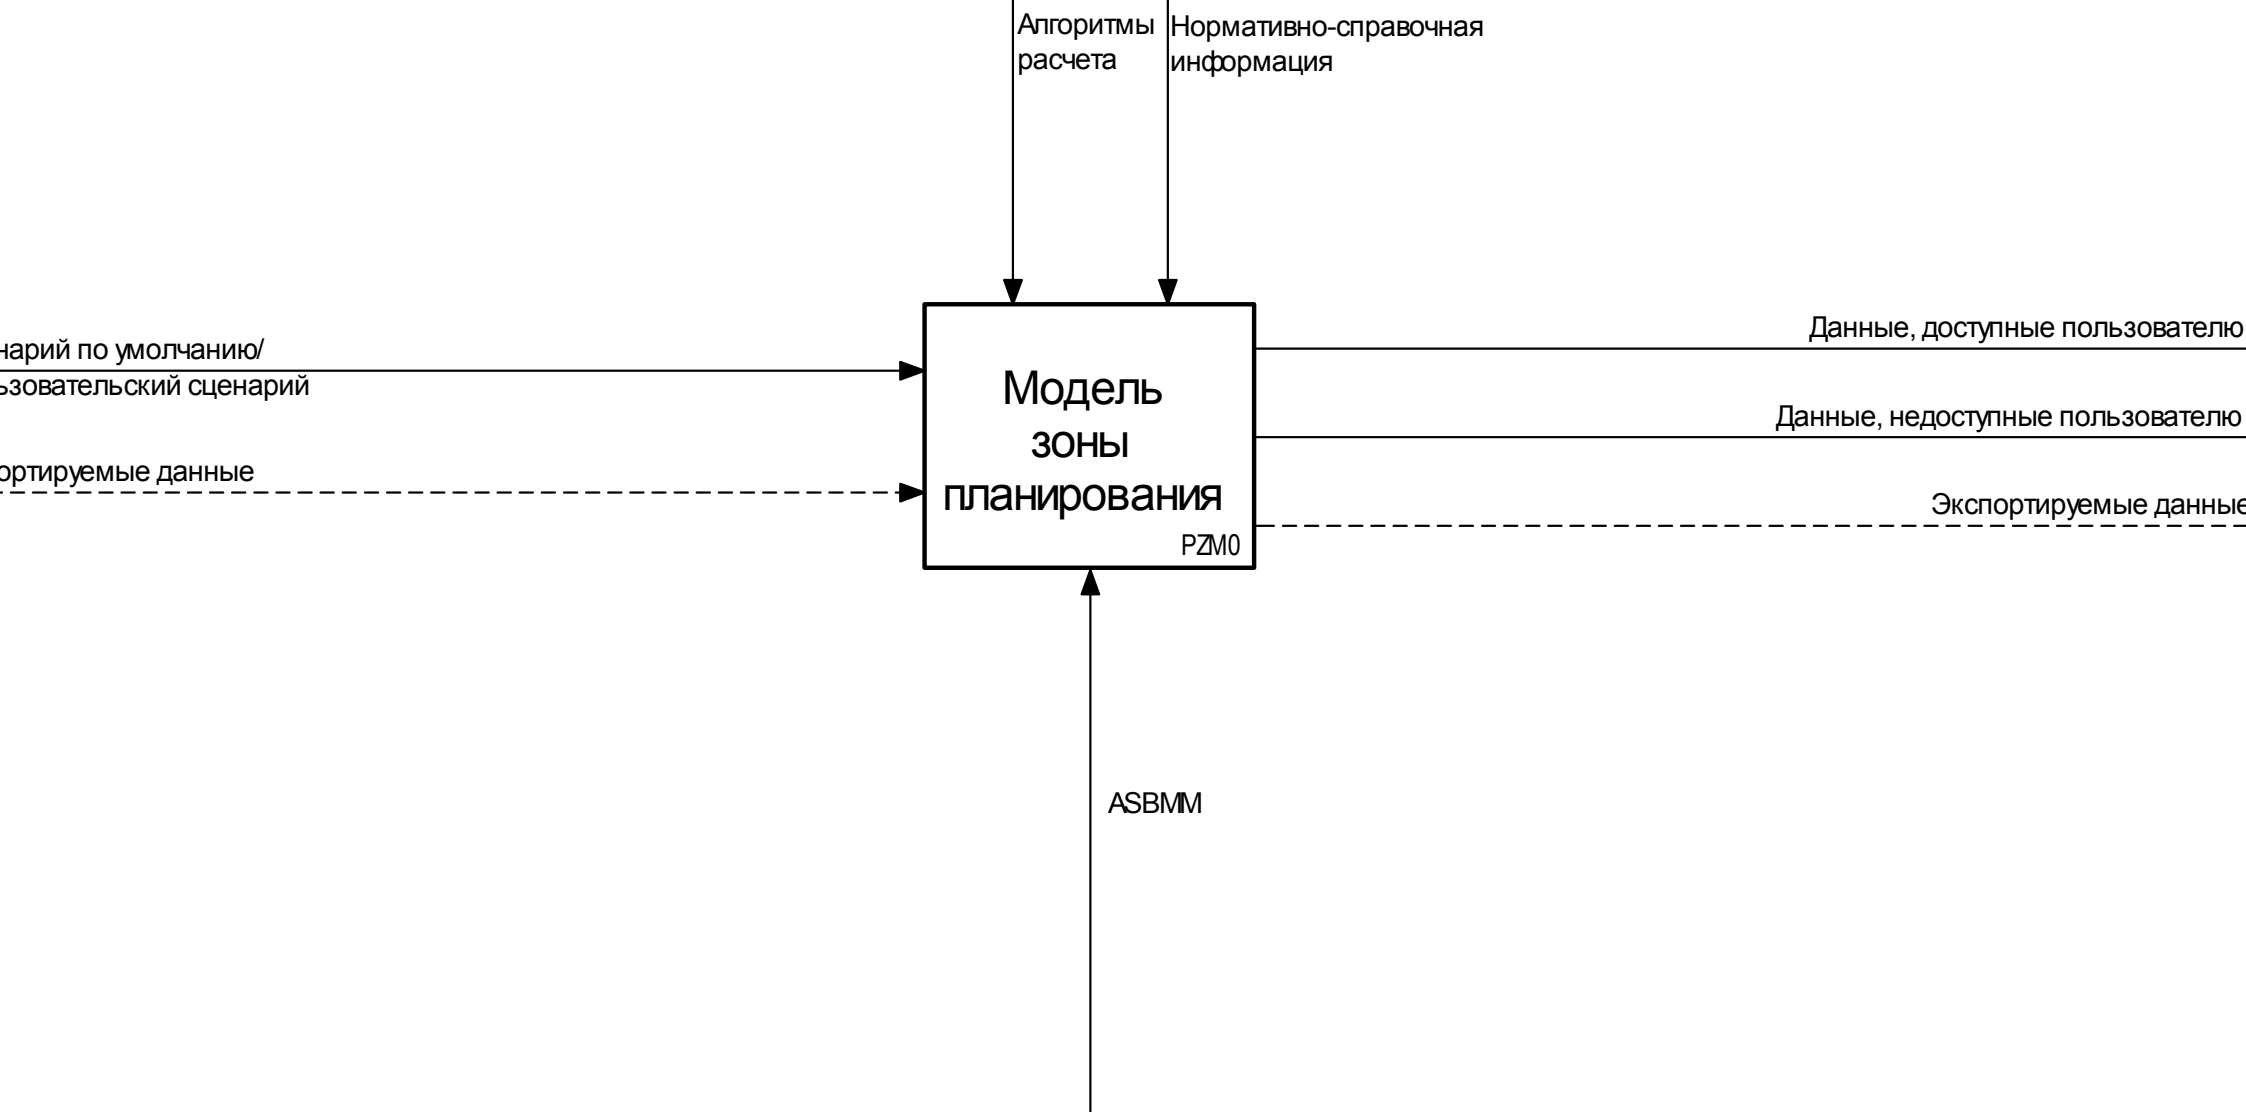 Алгоритмы
расчета
Нормативно-справочная
информация
нарий по умолчанию/
ьзовательский сценарий
ортируемые данные
Модель
зоны
планирования
PZM0
Данные, доступные пользователю
Данные, недоступные пользователю
Экспортируемые данные
ASBMM